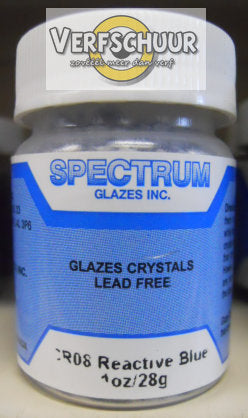 VERFSCHUUR
zoveel meer dan verf
SPECTRUM
GLAZES INC.
GLAZES CRYSTALS
LEAD FREE
CR08 Reactive Blue
1oz/28g